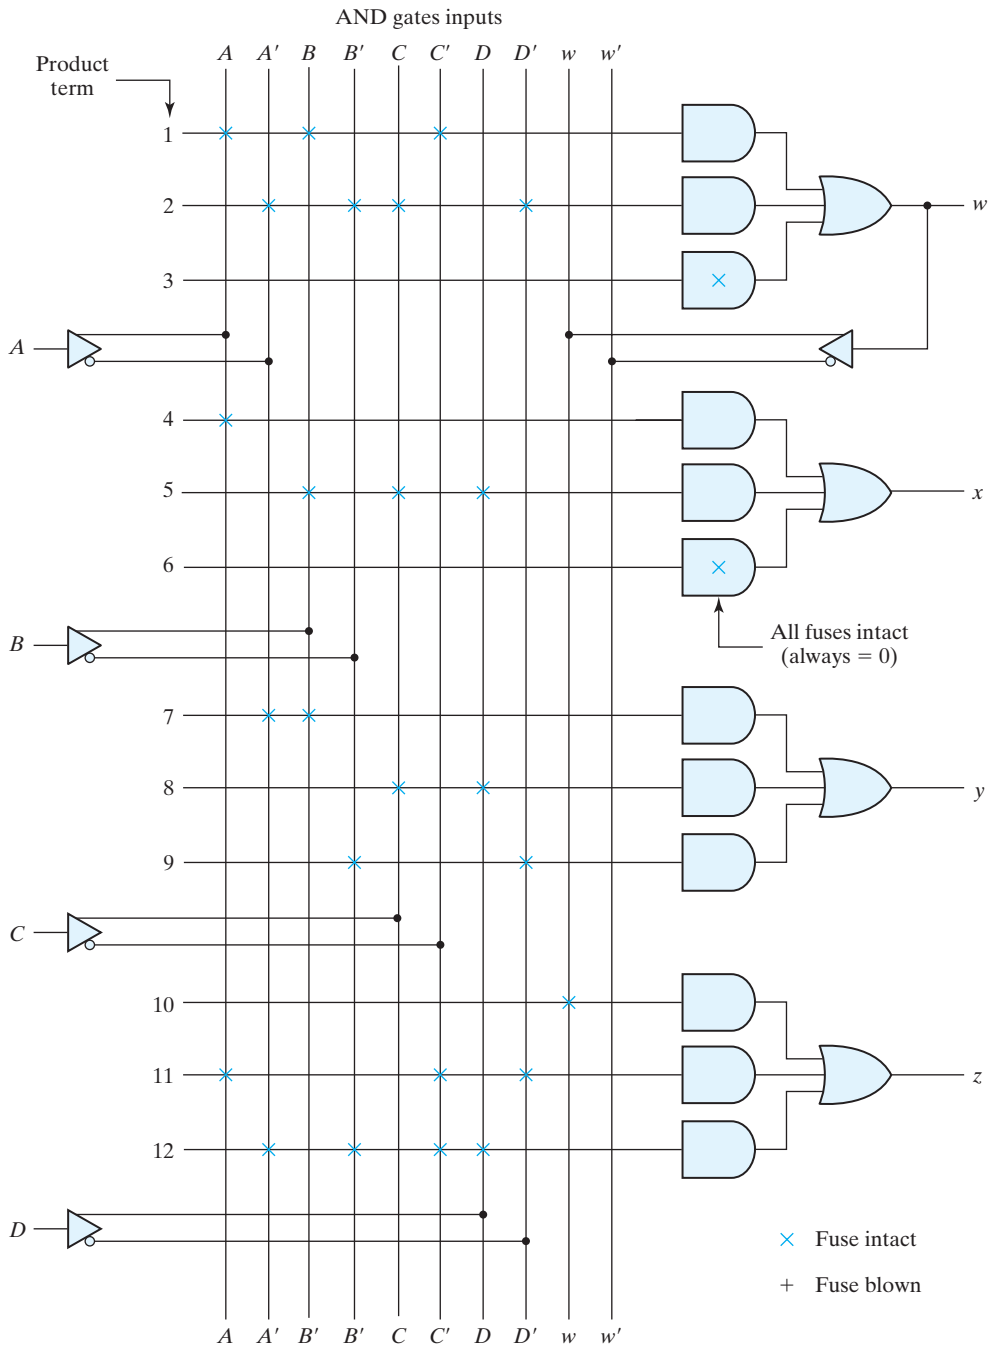 AND gates inputs
A A′ B B′ C C′ D D′ w w′
Product
term
1
2
w
3
A
4
5
x
6
All fuses intact
(always = 0)
B
7
8
y
9
C
10
11
z
12
D
× Fuse intact
+ Fuse blown
A A′ B′ B′ C C′ D D′ w w′